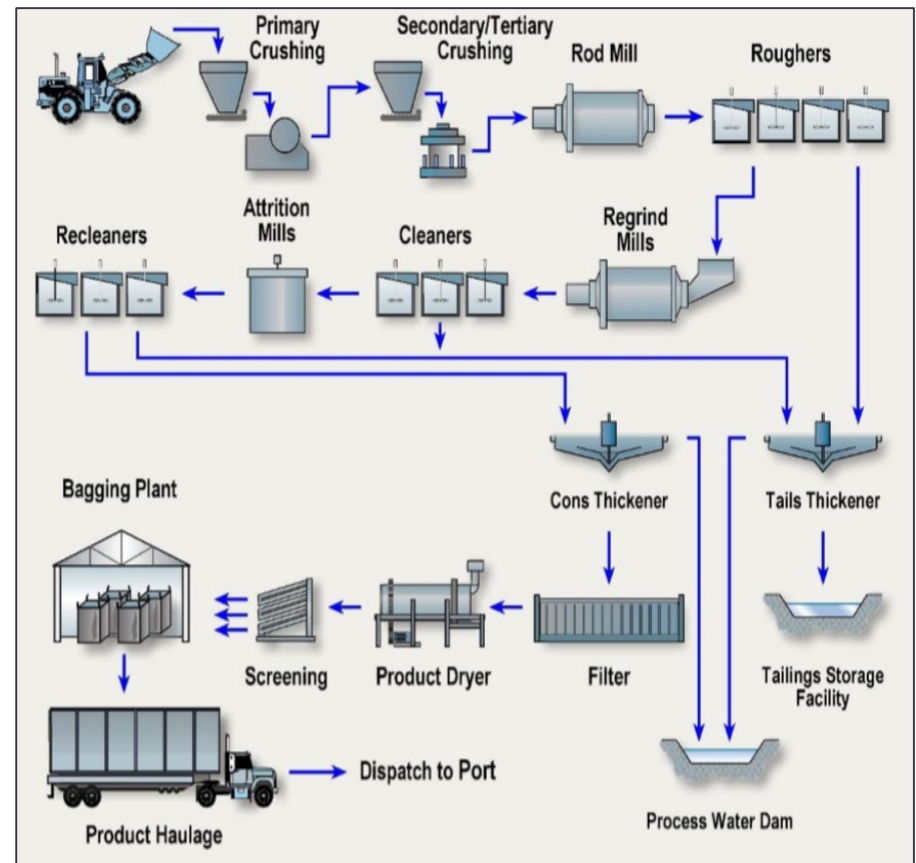 Primary
Crushing
Secondary/Tertiary
Crushing
Rod Mill
Roughers
Recleaners
Attrition
Mills
Cleaners
Regrind
Mills
Cons Thickener
Tails Thickener
Bagging Plant
Screening
Product Dryer
Filter
Tailings Storage
Facility
Product Haulage
Dispatch to Port
Process Water Dam